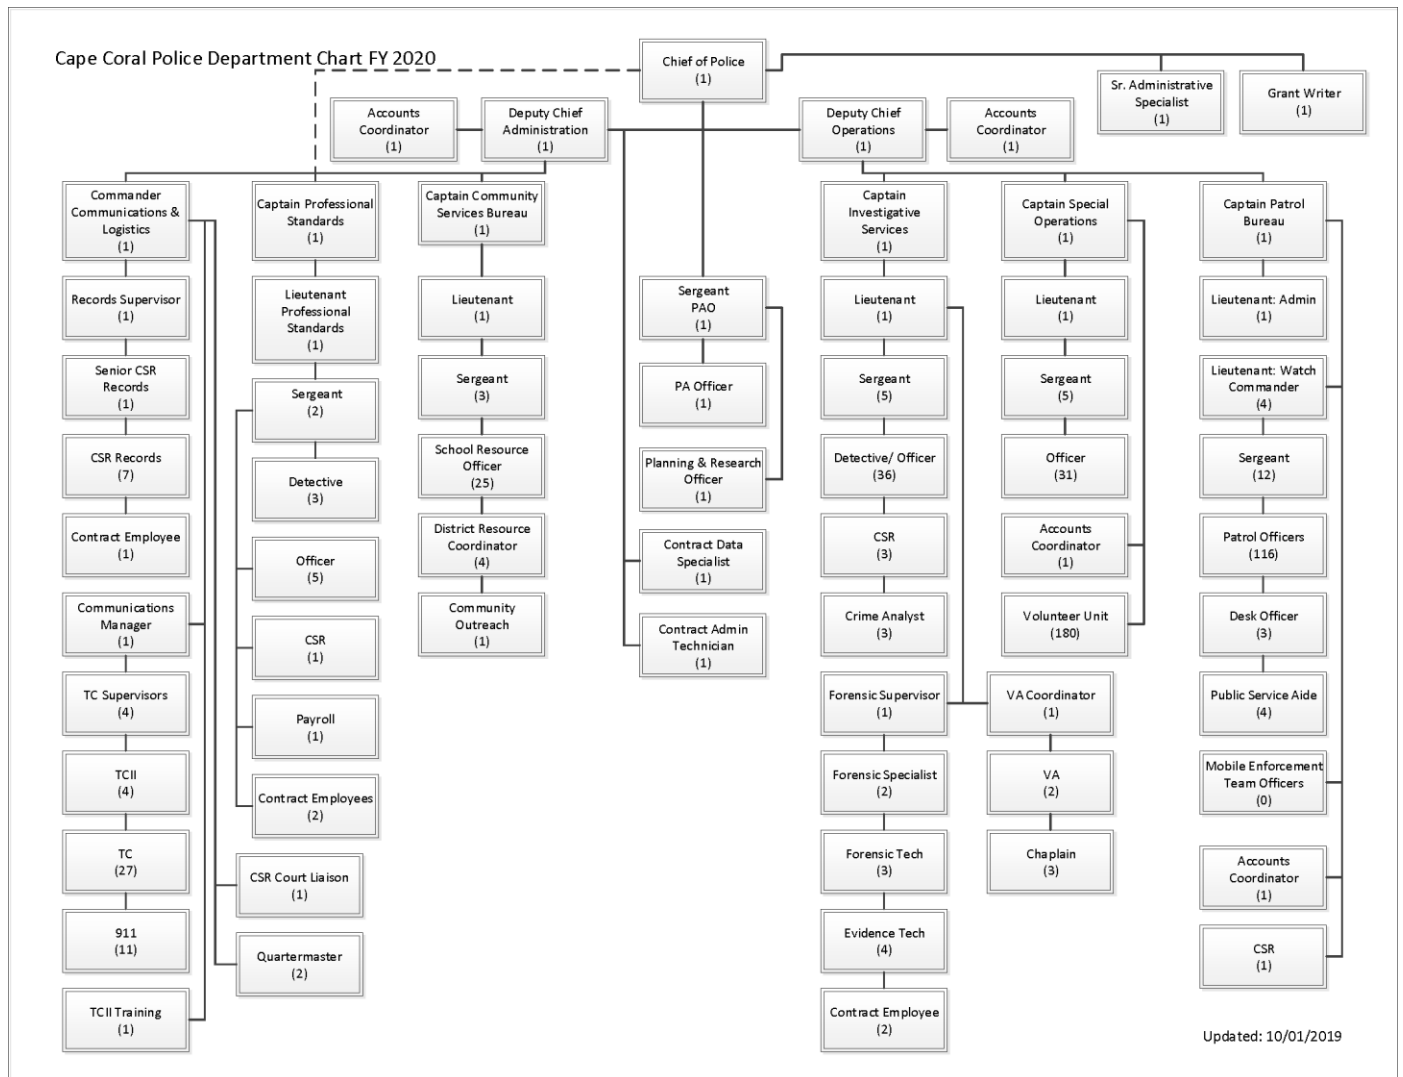 Cape Coral Police Department Chart FY 2020
Chief of Police
(1)
Sr. Administrative
Specialist
(1)
Grant Writer
(1)
Accounts
Coordinator
(1)
Deputy Chief
Administration
(1)
Deputy Chief
Operations
(1)
Accounts
Coordinator
(1)
Commander
Communications &
Logistics
(1)
Records Supervisor
(1)
Senior CSR
Records
(1)
CSR Records
(7)
Contract Employee
(1)
Communications
Manager
(1)
TC Supervisors
(4)
TCII
(4)
TC
(27)
911
(11)
TCII Training
(1)
Captain Professional
Standards
(1)
Lieutenant
Professional
Standards
(1)
Sergeant
(2)
Detective
(3)
Officer
(5)
CSR
(1)
Payroll
(1)
Contract Employees
(2)
CSR Court Liaison
(1)
Quartermaster
(2)
Captain Community
Services Bureau
(1)
Lieutenant
(1)
Sergeant
(3)
School Resource
Officer
(25)
District Resource
Coordinator
(4)
Community
Outreach
(1)
Sergeant
PAO
(1)
PA Officer
(1)
Planning & Research
Officer
(1)
Contract Data
Specialist
(1)
Contract Admin
Technician
(1)
Captain
Investigative
Services
(1)
Lieutenant
(1)
Sergeant
(5)
Detective/ Officer
(36)
CSR
(3)
Crime Analyst
(3)
Forensic Supervisor
(1)
Forensic Specialist
(2)
Forensic Tech
(3)
Evidence Tech
(4)
Contract Employee
(2)
Captain Special
Operations
(1)
Lieutenant
(1)
Sergeant
(5)
Officer
(31)
Accounts
Coordinator
(1)
Volunteer Unit
(180)
VA Coordinator
(1)
VA
(2)
Chaplain
(3)
Captain Patrol
Bureau
(1)
Lieutenant: Admin
(1)
Lieutenant: Watch
Commander
(4)
Sergeant
(12)
Patrol Officers
(116)
Desk Officer
(3)
Public Service Aide
(4)
Mobile Enforcement
Team Officers
(0)
Accounts
Coordinator
(1)
CSR
(1)
Updated: 10/01/2019